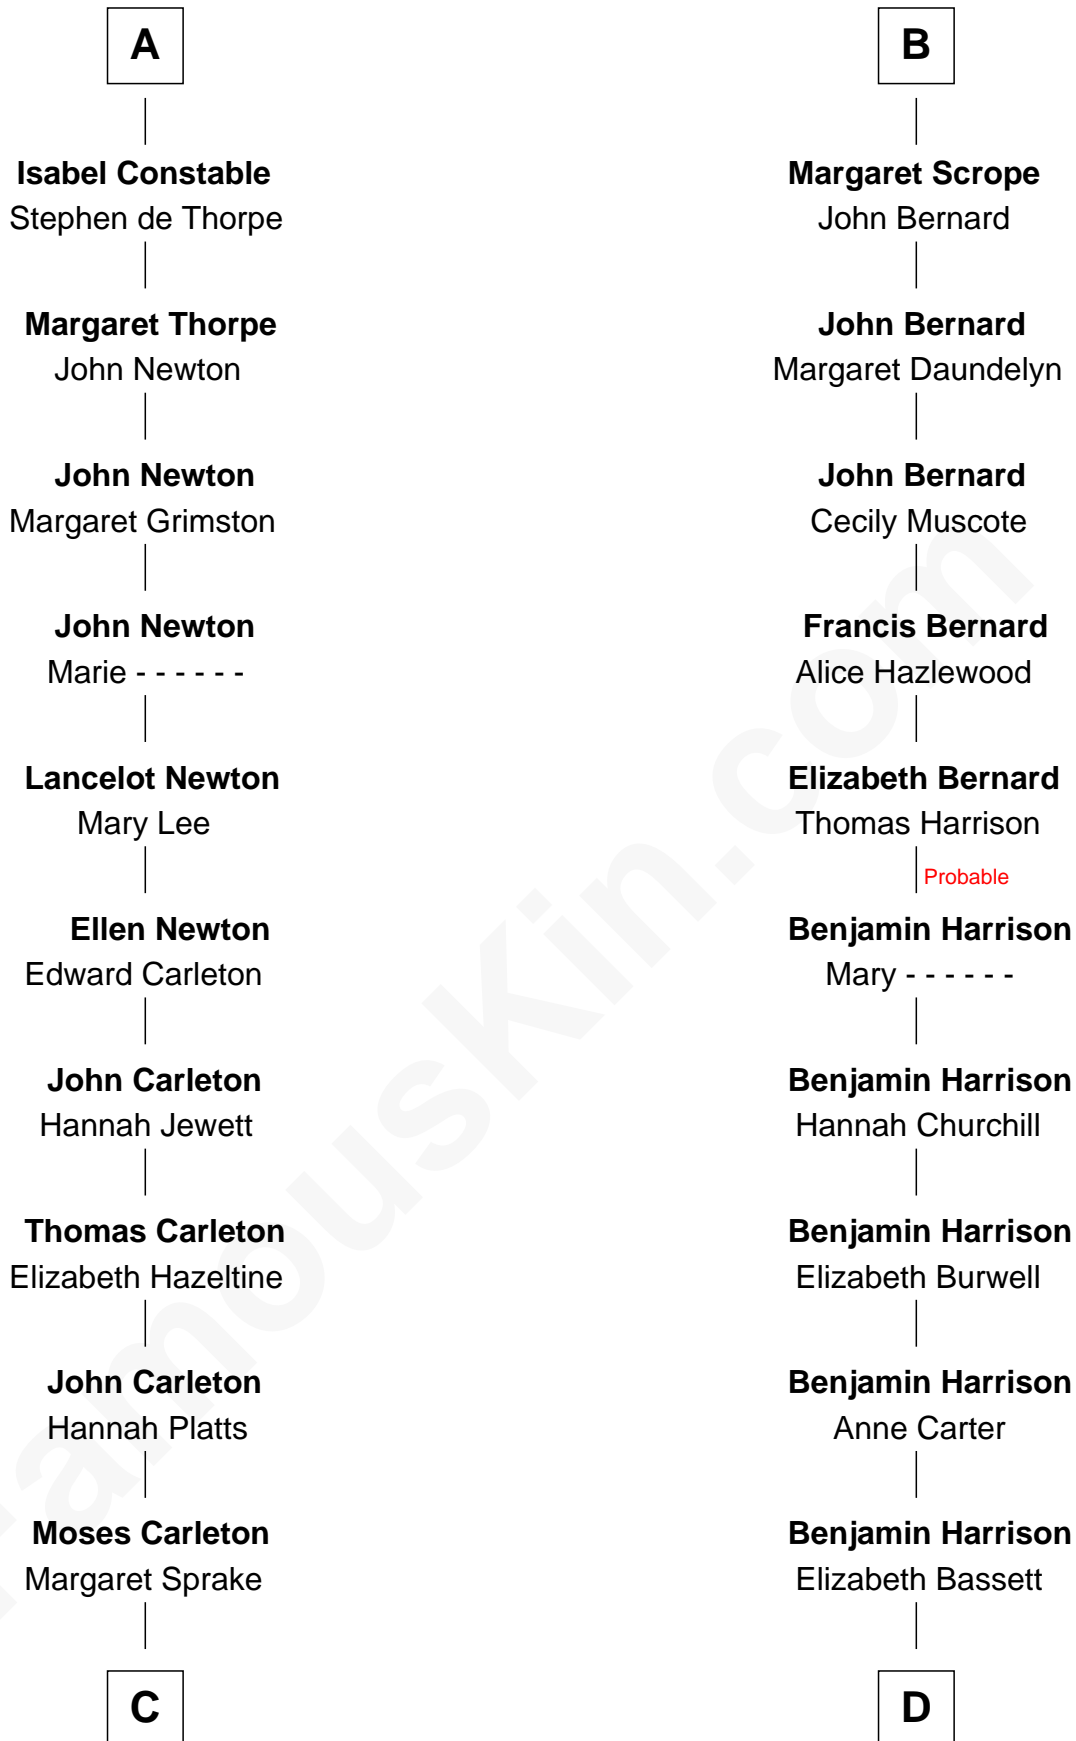 A
Isabel Constable
Stephen de Thorpe
Margaret Thorpe
John Newton
John Newton
Margaret Grimston
John Newton
Marie - - - - - -
Lancelot Newton
Mary Lee
Ellen Newton
Edward Carleton
John Carleton
Hannah Jewett
Thomas Carleton
Elizabeth Hazeltine
John Carleton
Hannah Platts
Moses Carleton
Margaret Sprake
C
B
Margaret Scrope
John Bernard
John Bernard
Margaret Daundelyn
John Bernard
Cecily Muscote
Francis Bernard
Alice Hazlewood
Elizabeth Bernard
Thomas Harrison
Probable
Benjamin Harrison
Mary - - - - - -
Benjamin Harrison
Hannah Churchill
Benjamin Harrison
Elizabeth Burwell
Benjamin Harrison
Anne Carter
Benjamin Harrison
Elizabeth Bassett
D
FamousKin.com